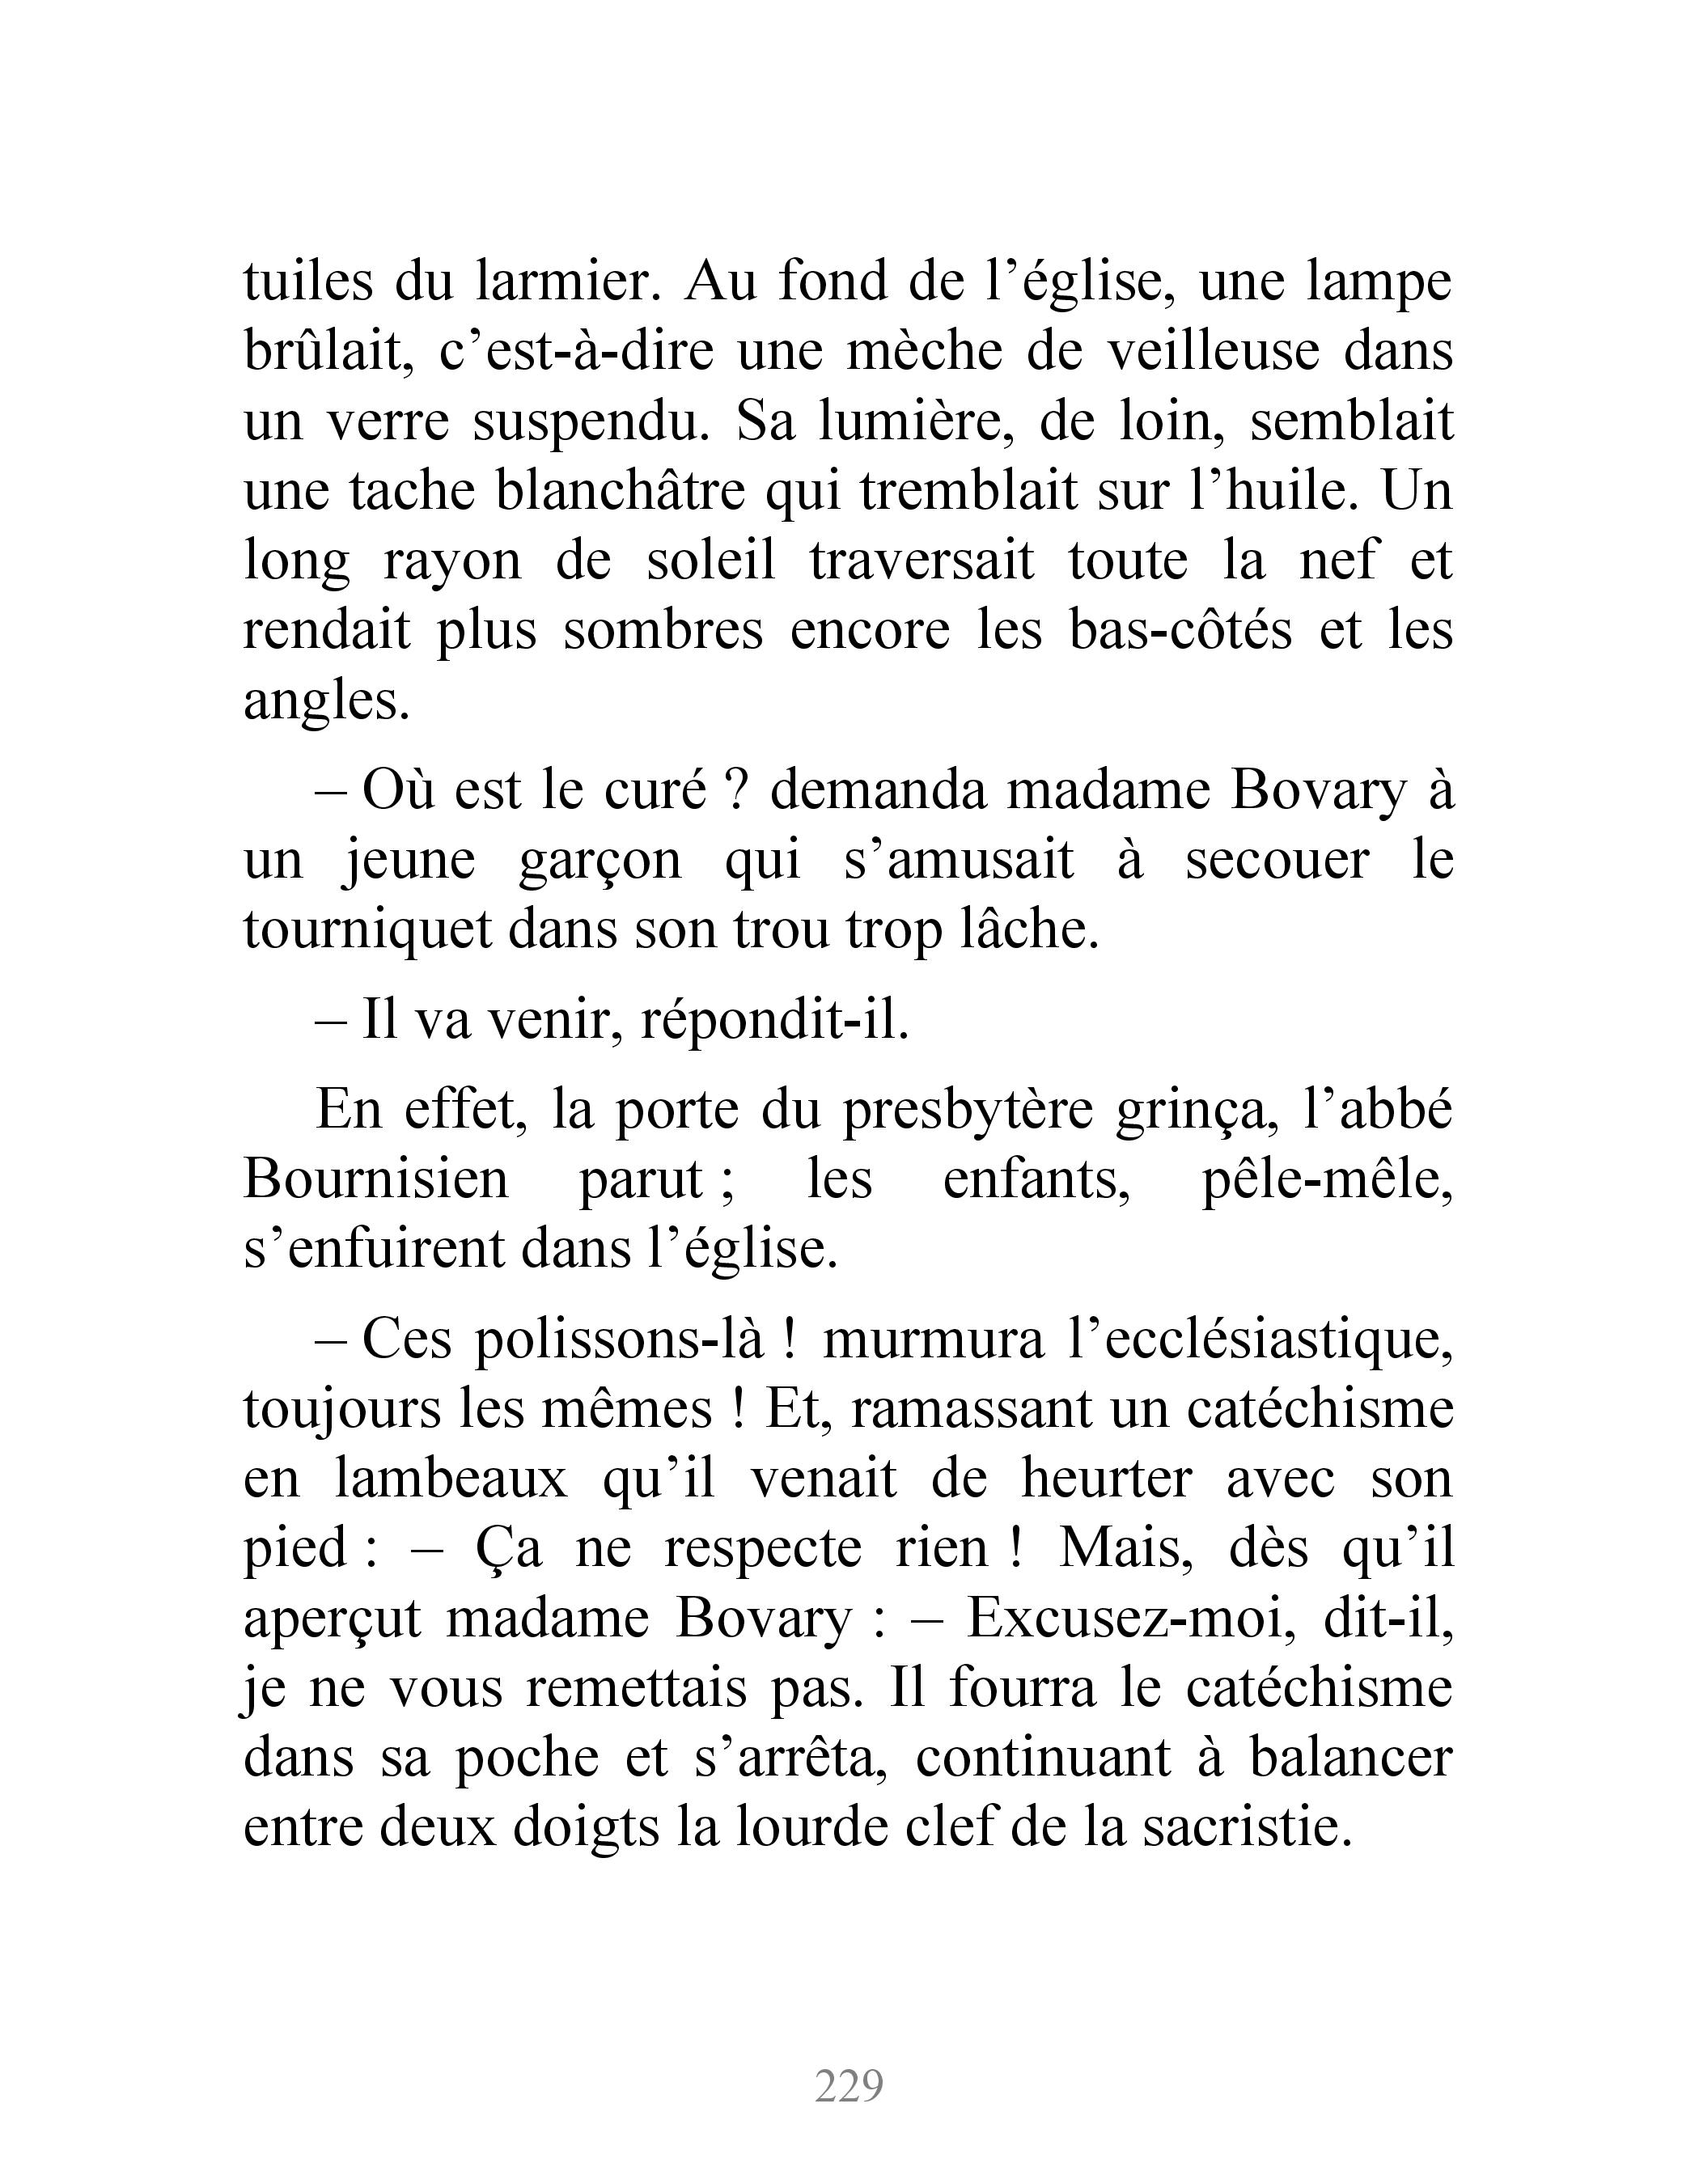 tuiles du larmier. Au fond de l’église, une lampe
brûlait, c’est-à-dire une mèche de veilleuse dans
un verre suspendu. Sa lumière, de loin, semblait
une tache blanchâtre qui tremblait sur l’huile. Un
long rayon de soleil traversait toute la nef et
rendait plus sombres encore les bas-côtés et les
angles.
– Où est le curé ? demanda madame Bovary à
un jeune garçon qui s’amusait à secouer le
tourniquet dans son trou trop lâche.
– Il va venir, répondit-il.
En effet, la porte du presbytère grinça, l’abbé
Bournisien parut ; les enfants, pêle-mêle,
s’enfuirent dans l’église.
– Ces polissons-là ! murmura l’ecclésiastique,
toujours les mêmes ! Et, ramassant un catéchisme
en lambeaux qu’il venait de heurter avec son
pied : – Ça ne respecte rien ! Mais, dès qu’il
aperçut madame Bovary : – Excusez-moi, dit-il,
je ne vous remettais pas. Il fourra le catéchisme
dans sa poche et s’arrêta, continuant à balancer
entre deux doigts la lourde clef de la sacristie.
229